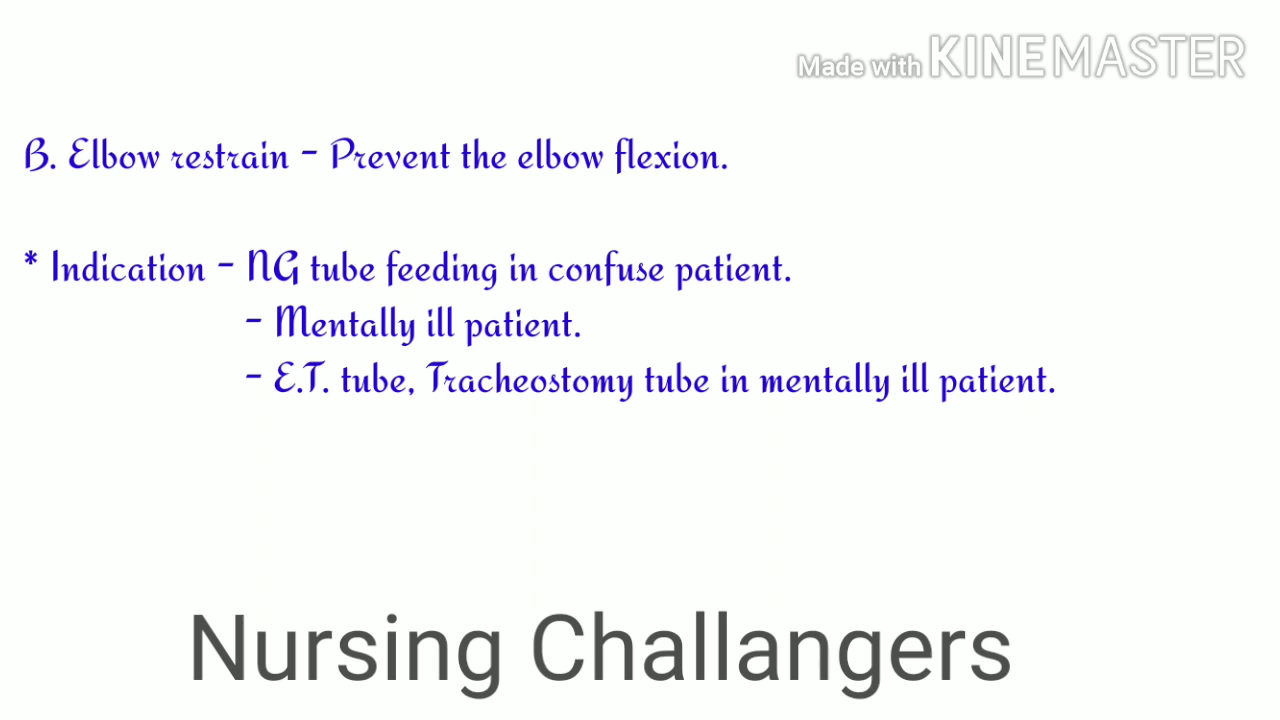 Made with KINEMASTER
B. Elbow restrain - Prevent the elbow flexion.
* Indication - NG tube feeding in confuse patient.
- Mentally ill patient.
- E.T. tube, Tracheostomy tube in mentally ill patient.
Nursing Challangers